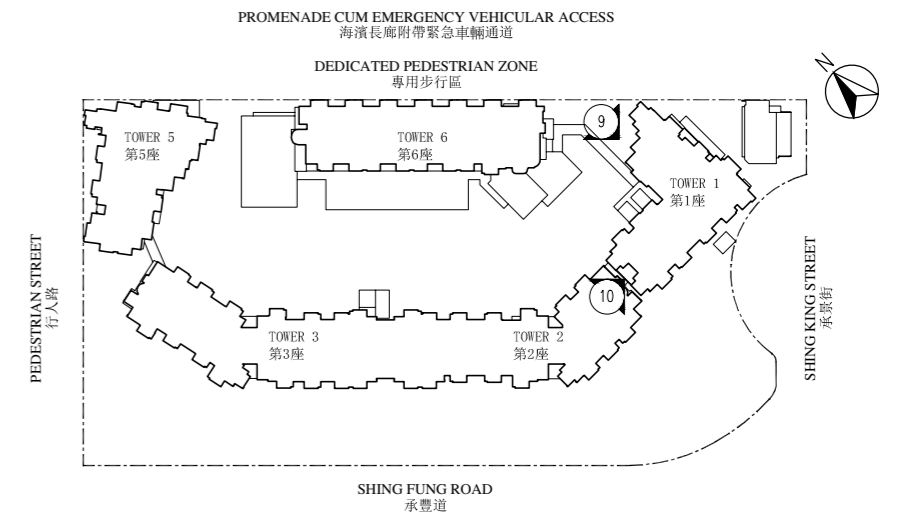 PROMENADE CUM EMERGENCY VEHICULAR ACCESS
海濱長廊附帶緊急車輛通道
DEDICATED PEDESTRIAN ZONE
專用步行區
N
TOWER 5
第5座
TOWER 6
第6座
9
TOWER 1
第1座
PEDESTRIAN STREET
行人路
SHING KING STREET
承景街
10
TOWER 3
第3座
TOWER 2
第2座
SHING FUNG ROAD
承豐道